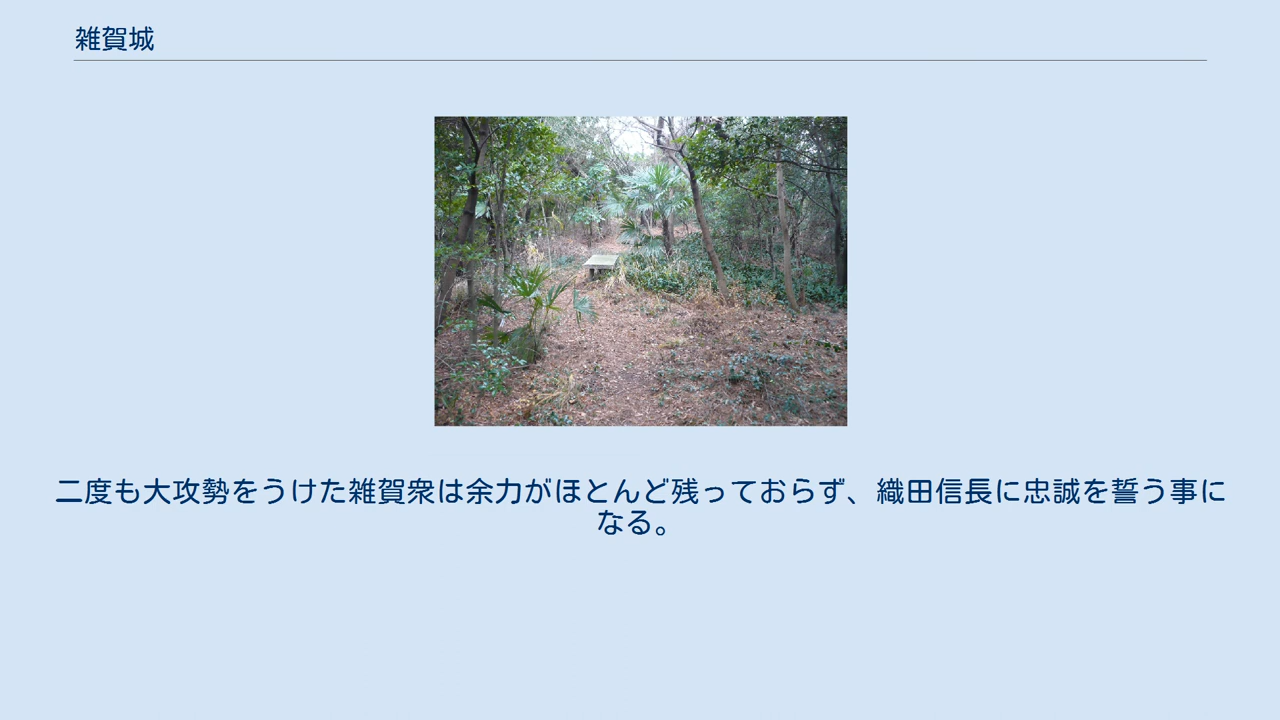 雑賀城
二度も大攻勢をうけた雑賀衆は余力がほとんど残っておらず、織田信長に忠誠を誓う事に
なる。